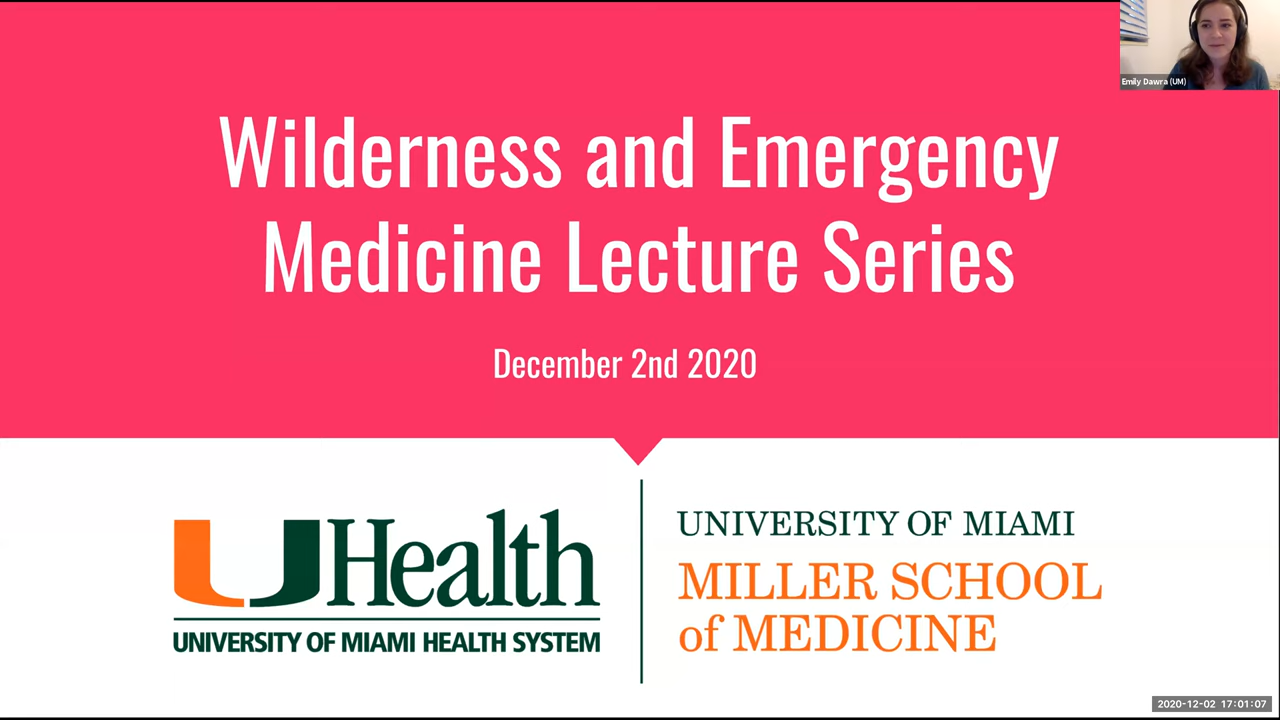 Emily Dawra (UM)
Wilderness and Emergency
Medicine Lecture Series
December 2nd 2020
UHealth
UNIVERSITY OF MIAMI HEALTH SYSTEM
UNIVERSITY OF MIAMI
MILLER SCHOOL
of MEDICINE
2020-12-02 17:01:07